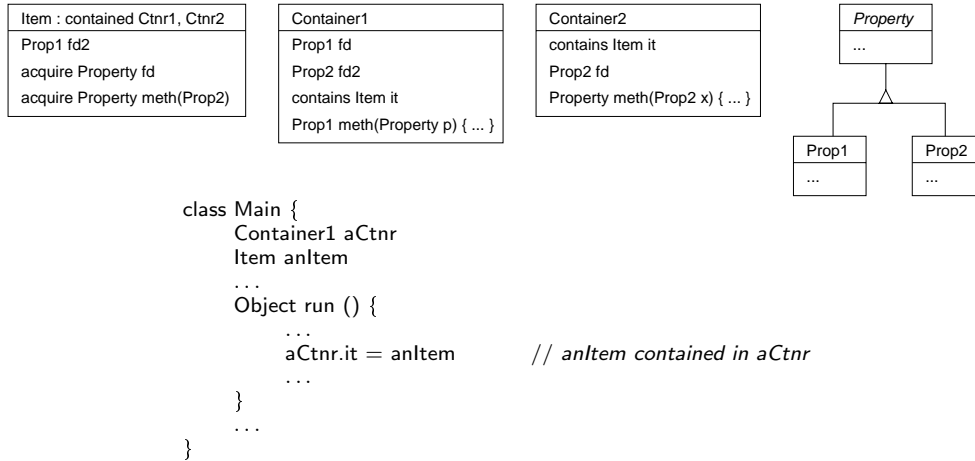 Item : contained Ctnr1, Ctnr2
Prop1 fd2
acquire Property fd
acquire Property meth(Prop2)
Container1
Prop1 fd
Prop2 fd2
contains Item it
Prop1 meth(Property p) { ... }
Container2
contains Item it
Prop2 fd
Property meth(Prop2 x) { ... }
Property
...
Prop1
...
Prop2
...
class Main {
Container1 aCtnr
Item anItem
. . .
Object run () {
. . .
aCtnr.it = anItem // anItem contained in aCtnr
. . .
}
. . .
}